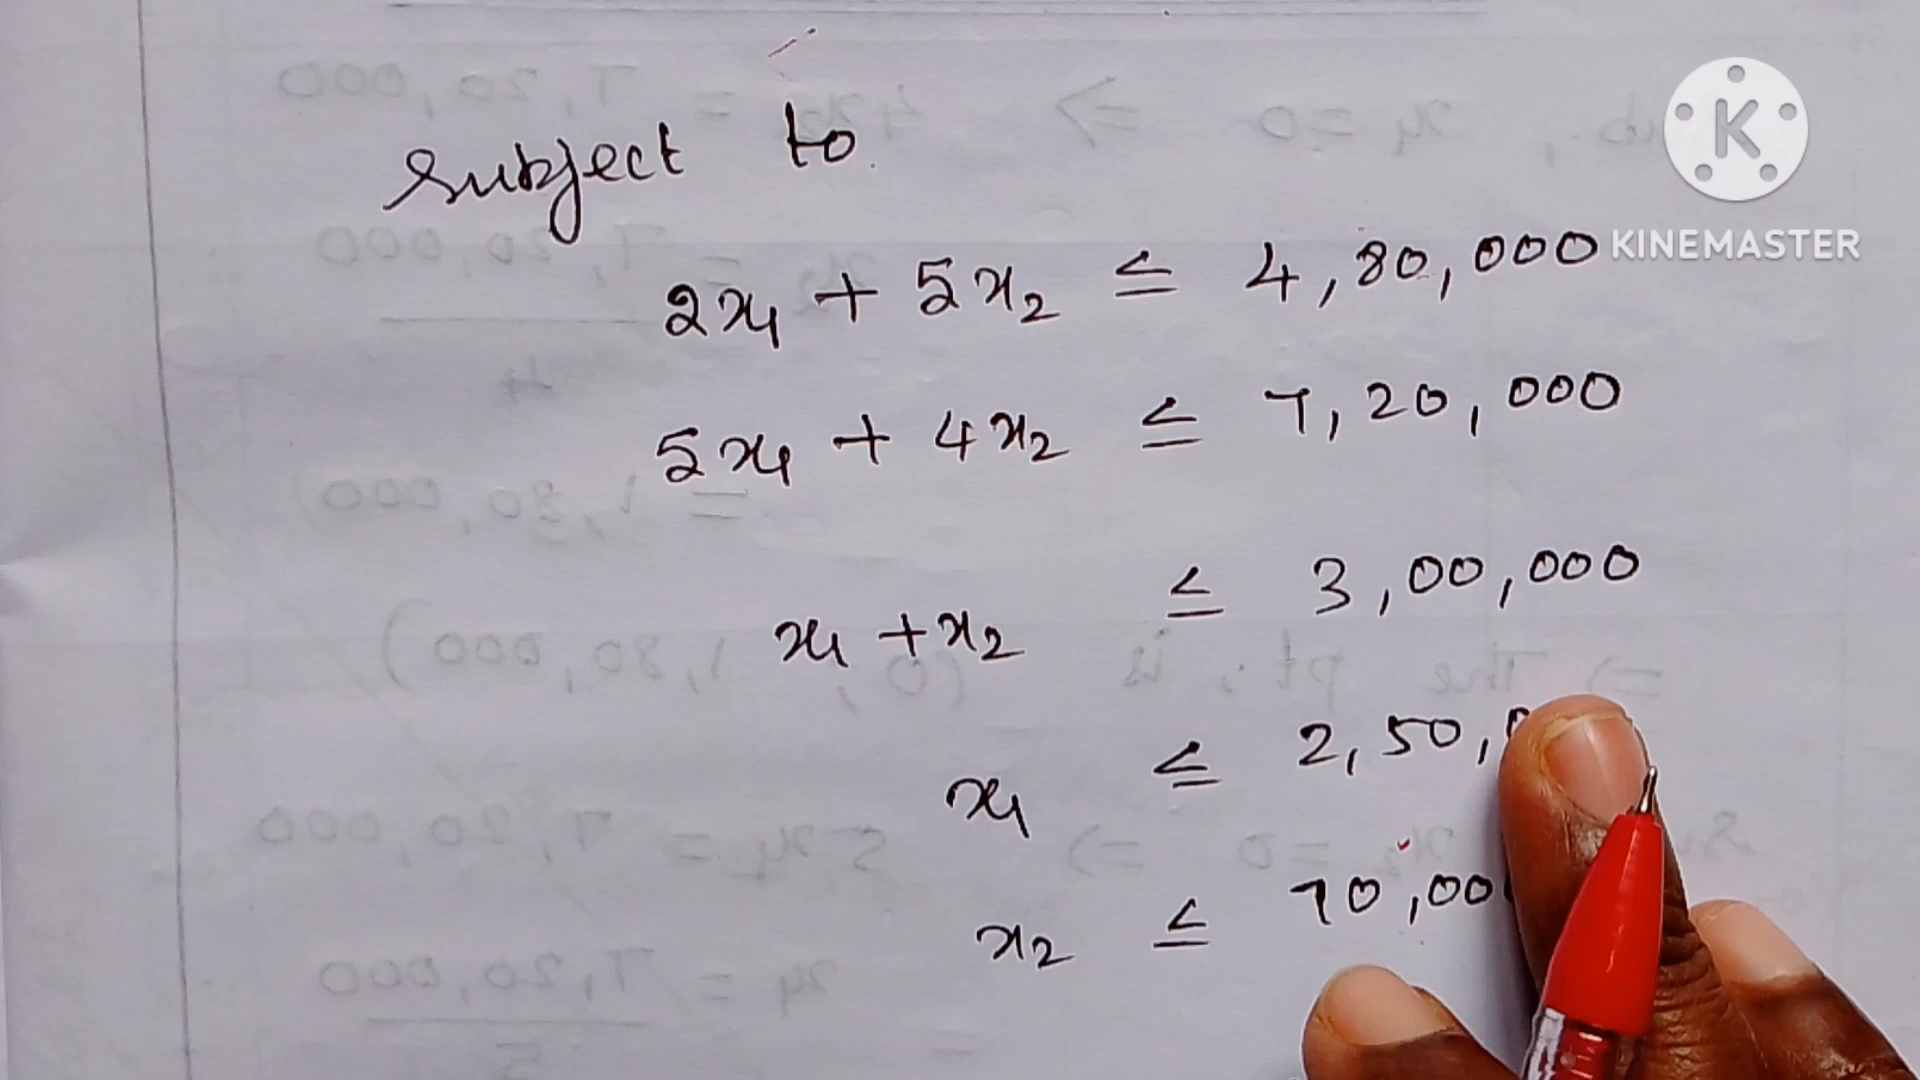 subject to
KINEMASTER
2x₁ + 5x₂ ≤ 4,80,000
5x₁ + 4x₂ ≤ 7,20,000
x₁ + x₂ ≤ 3,00,000
x₁ ≤ 2,50,
x₂ ≤ 70,00